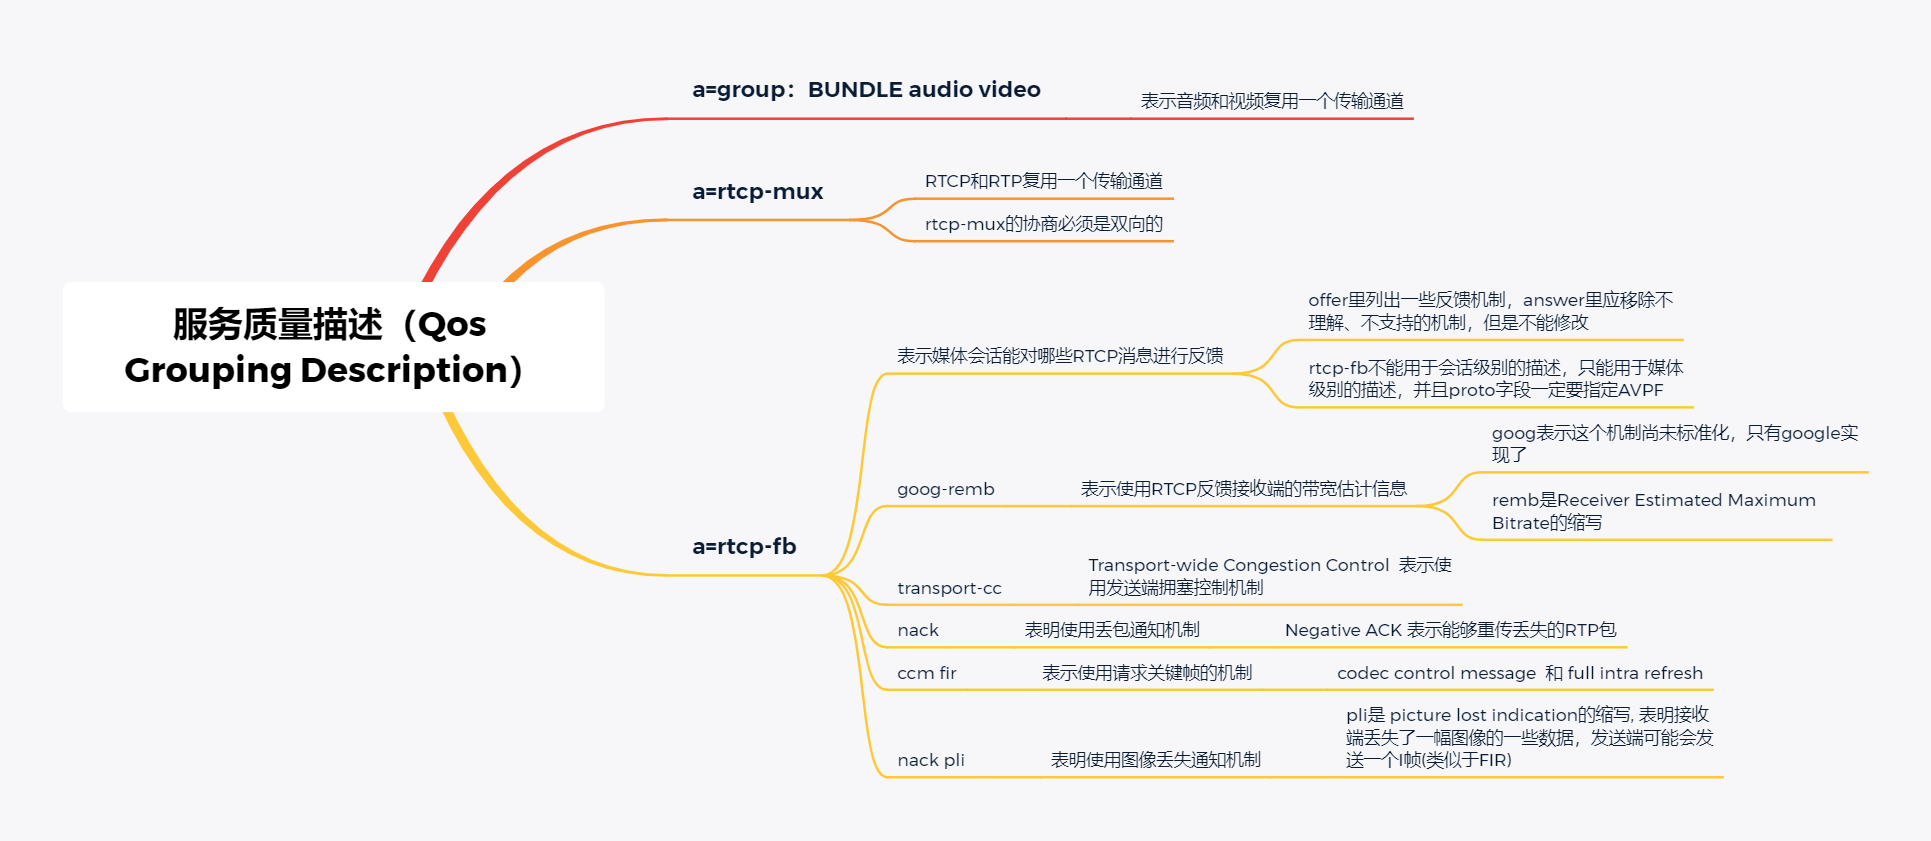 服务质量描述（Qos
Grouping Description）
a=group：BUNDLE audio video
表示音频和视频复用一个传输通道
a=rtcp-mux
RTCP和RTP复用一个传输通道
rtcp-mux的协商必须是双向的
a=rtcp-fb
表示媒体会话能对哪些RTCP消息进行反馈
offer里列出一些反馈机制，answer里应移除不
理解、不支持的机制，但是不能修改
rtcp-fb不能用于会话级别的描述，只能用于媒体
级别的描述，并且proto字段一定要指定AVPF
goog-remb
表示使用RTCP反馈接收端的带宽估计信息
goog表示这个机制尚未标准化，只有google实
现了
remb是Receiver Estimated Maximum
Bitrate的缩写
transport-cc
Transport-wide Congestion Control 表示使
用发送端拥塞控制机制
nack
表明使用丢包通知机制
Negative ACK 表示能够重传丢失的RTP包
ccm fir
表示使用请求关键帧的机制
codec control message 和 full intra refresh
nack pli
表明使用图像丢失通知机制
pli是 picture lost indication的缩写, 表明接收
端丢失了一幅图像的一些数据，发送端可能会发
送一个I帧(类似于FIR)